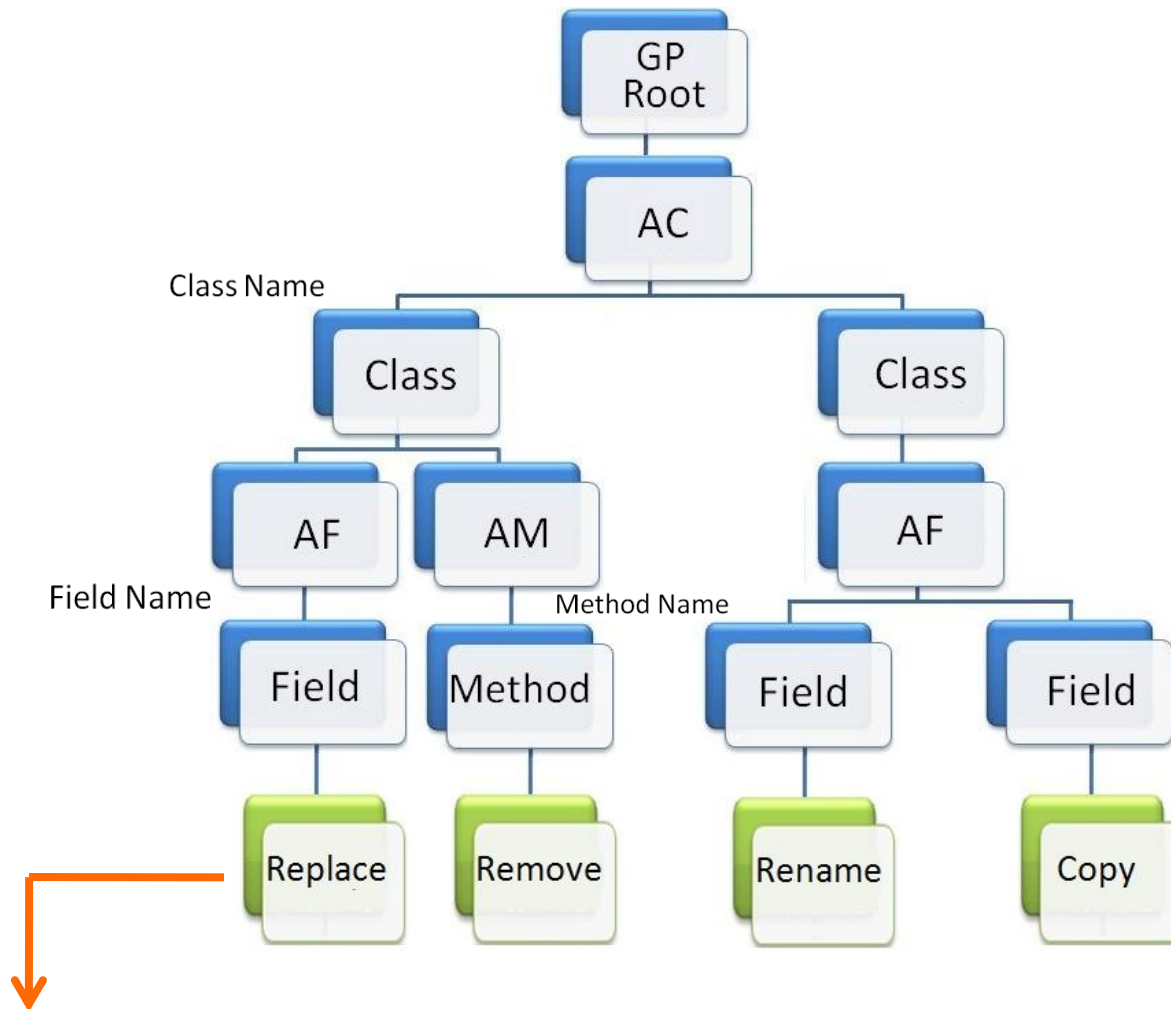 GP
Root
AC
Class Name
Class
Class
AF
AM
AF
Field Name
Method Name
Field
Method
Field
Field
Replace
Remove
Rename
Copy